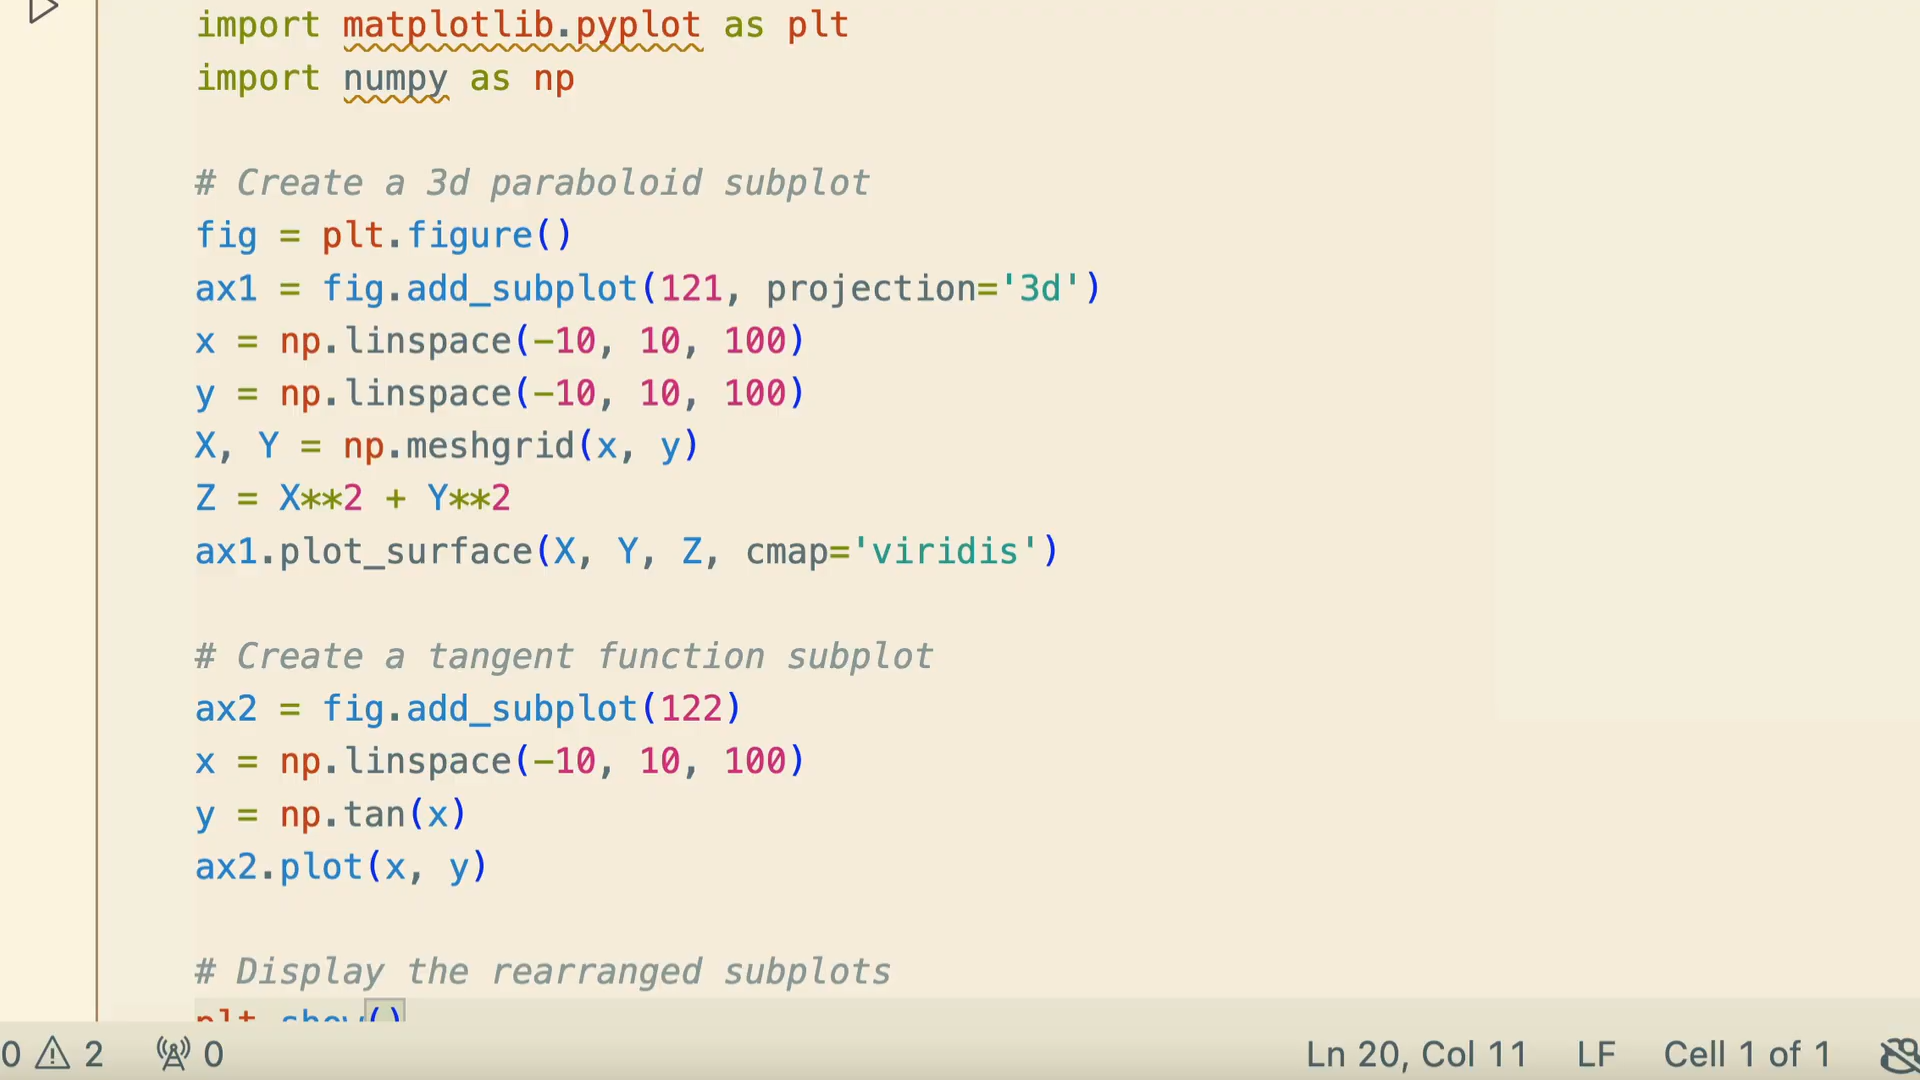 import matplotlib.pyplot as plt
import numpy as np
# Create a 3d paraboloid subplot
fig = plt.figure()
ax1 = fig.add_subplot(121, projection='3d')
x = np.linspace(-10, 10, 100)
y = np.linspace(-10, 10, 100)
X, Y = np.meshgrid(x, y)
Z = X**2 + Y**2
ax1.plot_surface(X, Y, Z, cmap='viridis')
# Create a tangent function subplot
ax2 = fig.add_subplot(122)
x = np.linspace(-10, 10, 100)
y = np.tan(x)
ax2.plot(x, y)
# Display the rearranged subplots
plt.show()
0 2 0 Ln 20, Col 11 LF Cell 1 of 1